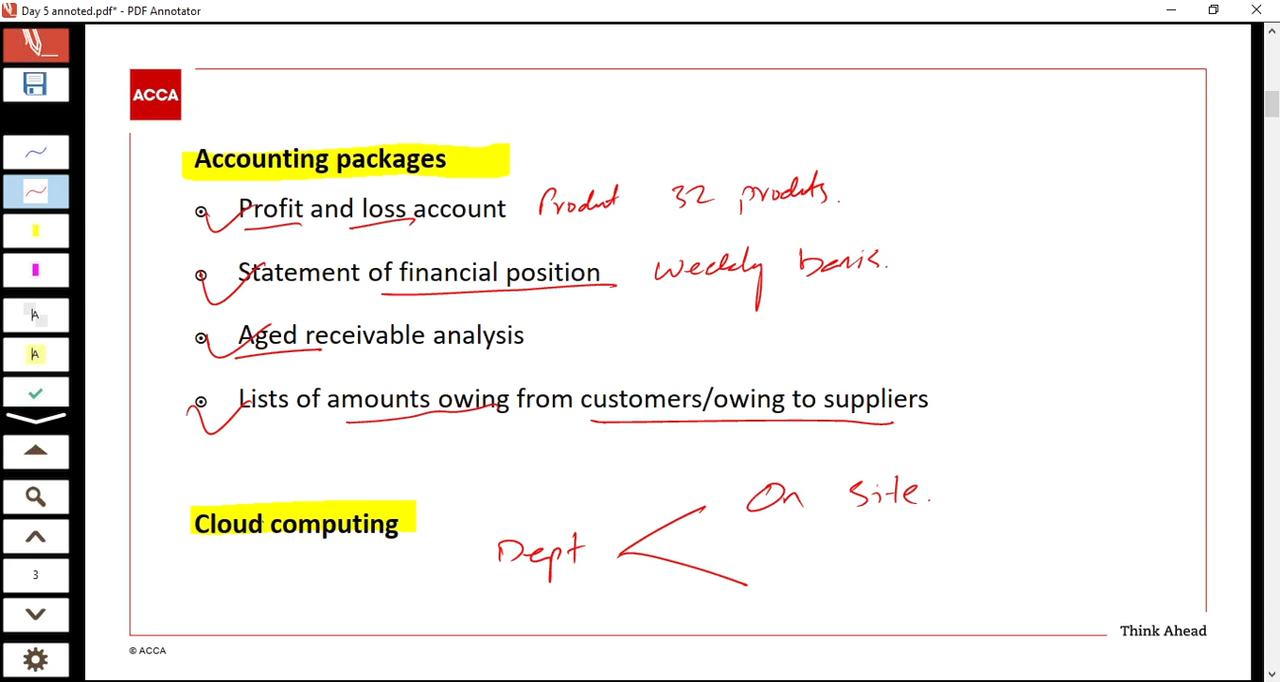 Day 5 annoted.pdf* - PDF Annotator
ACCA
Accounting packages
Profit and loss account Product 32 products.
Statement of financial position Weekly basis.
Aged receivable analysis
Lists of amounts owing from customers/owing to suppliers
On site.
Cloud computing
Dept
3
Think Ahead
© ACCA